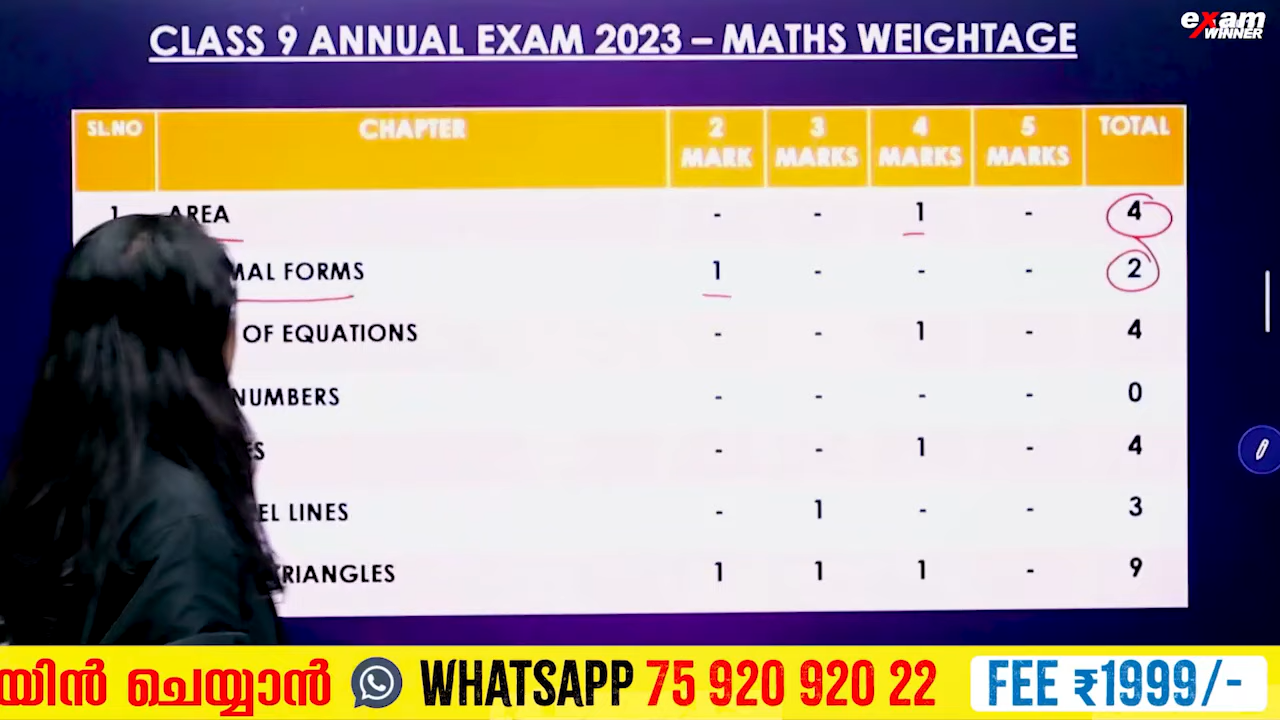 exam
WINNER
CLASS 9 ANNUAL EXAM 2023 – MATHS WEIGHTAGE
SL.NO CHAPTER 2 MARK 3 MARKS 4 MARKS 5 MARKS TOTAL
1 AREA - - 1 - 4
MAL FORMS 1 - - - 2
OF EQUATIONS - - 1 - 4
NUMBERS - - - - 0
ES - - 1 - 4
EL LINES - 1 - - 3
TRIANGLES 1 1 1 - 9
യിൻ ചെയ്യാൻ WHATSAPP 75 920 920 22 FEE ₹1999/-